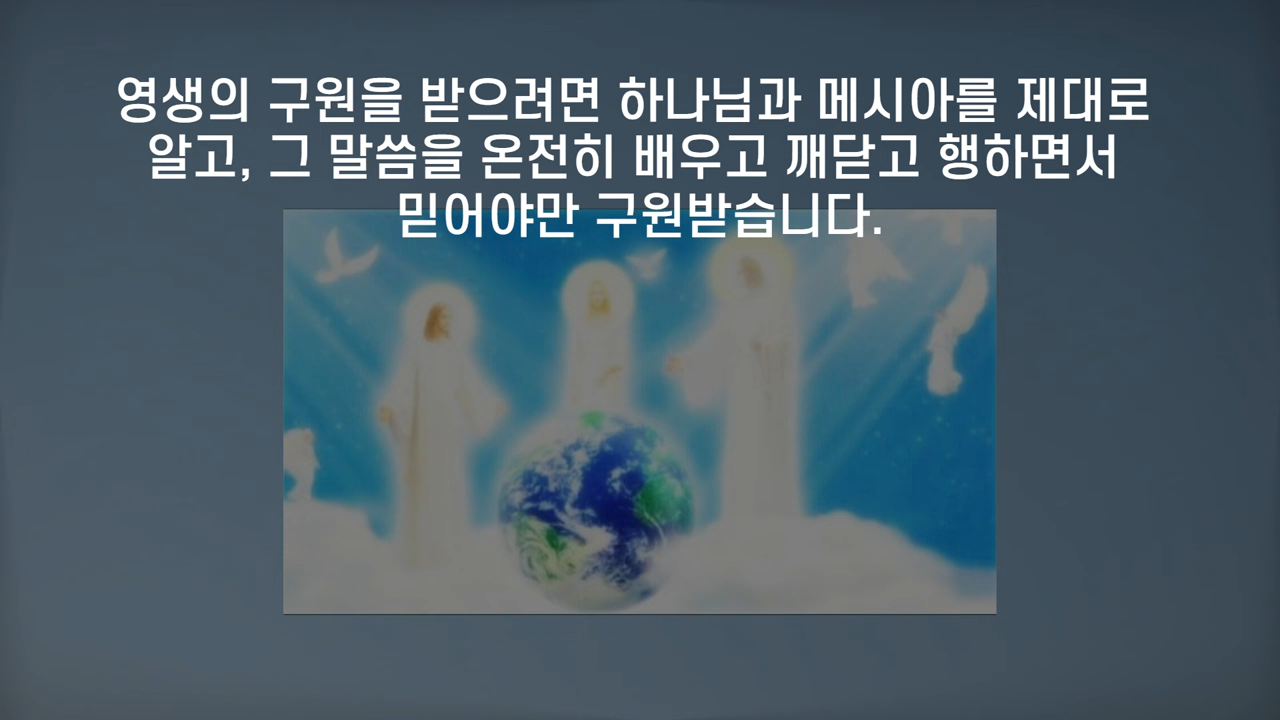 영생의 구원을 받으려면 하나님과 메시아를 제대로
알고, 그 말씀을 온전히 배우고 깨닫고 행하면서
믿어야만 구원받습니다.